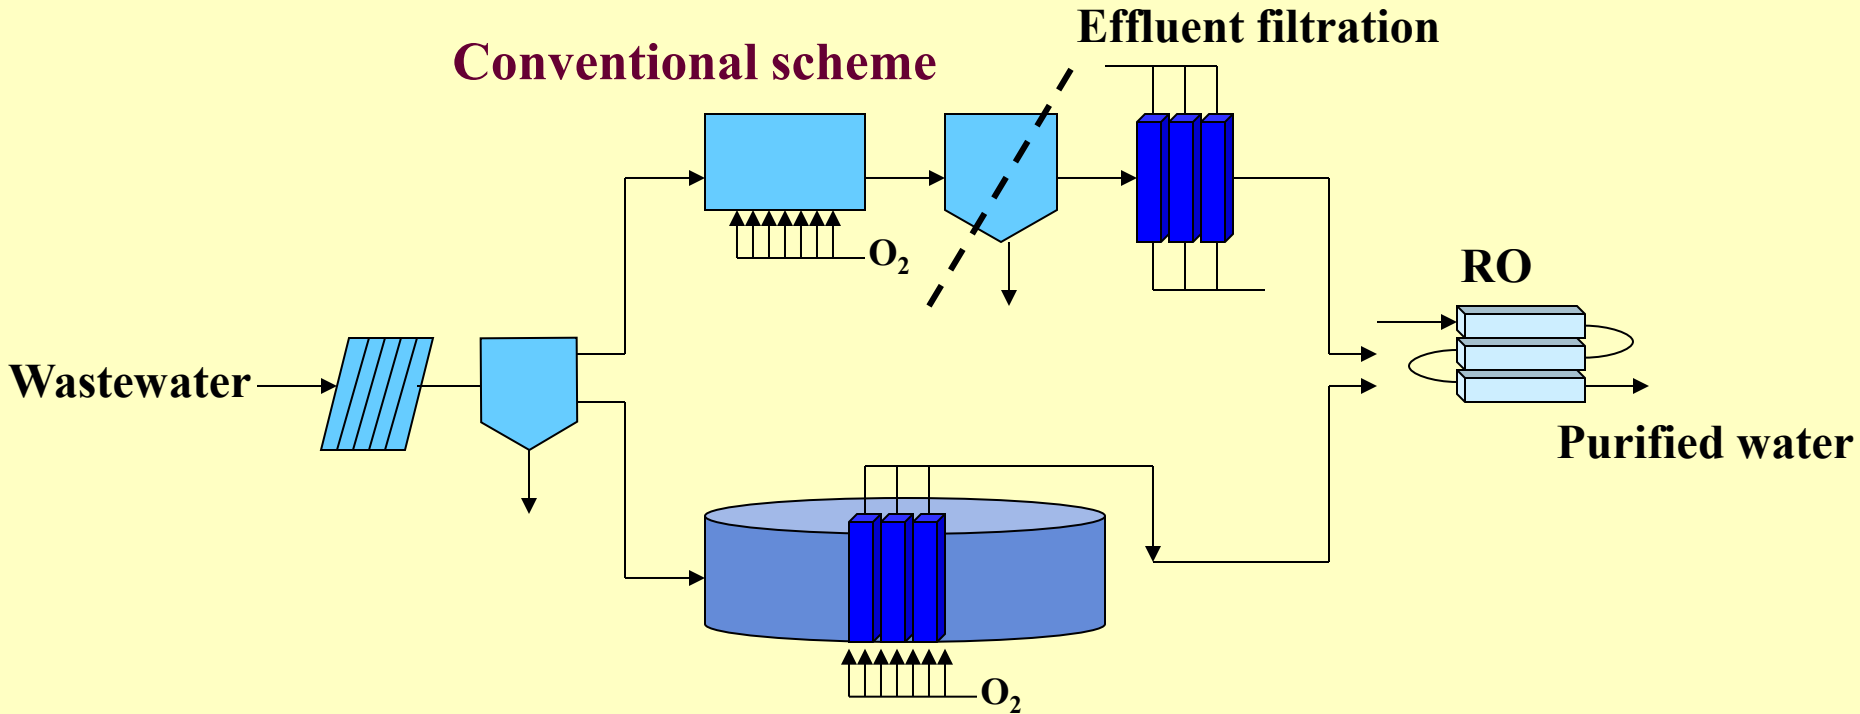 Effluent filtration
Conventional scheme
O₂
RO
Wastewater
Purified water
O₂